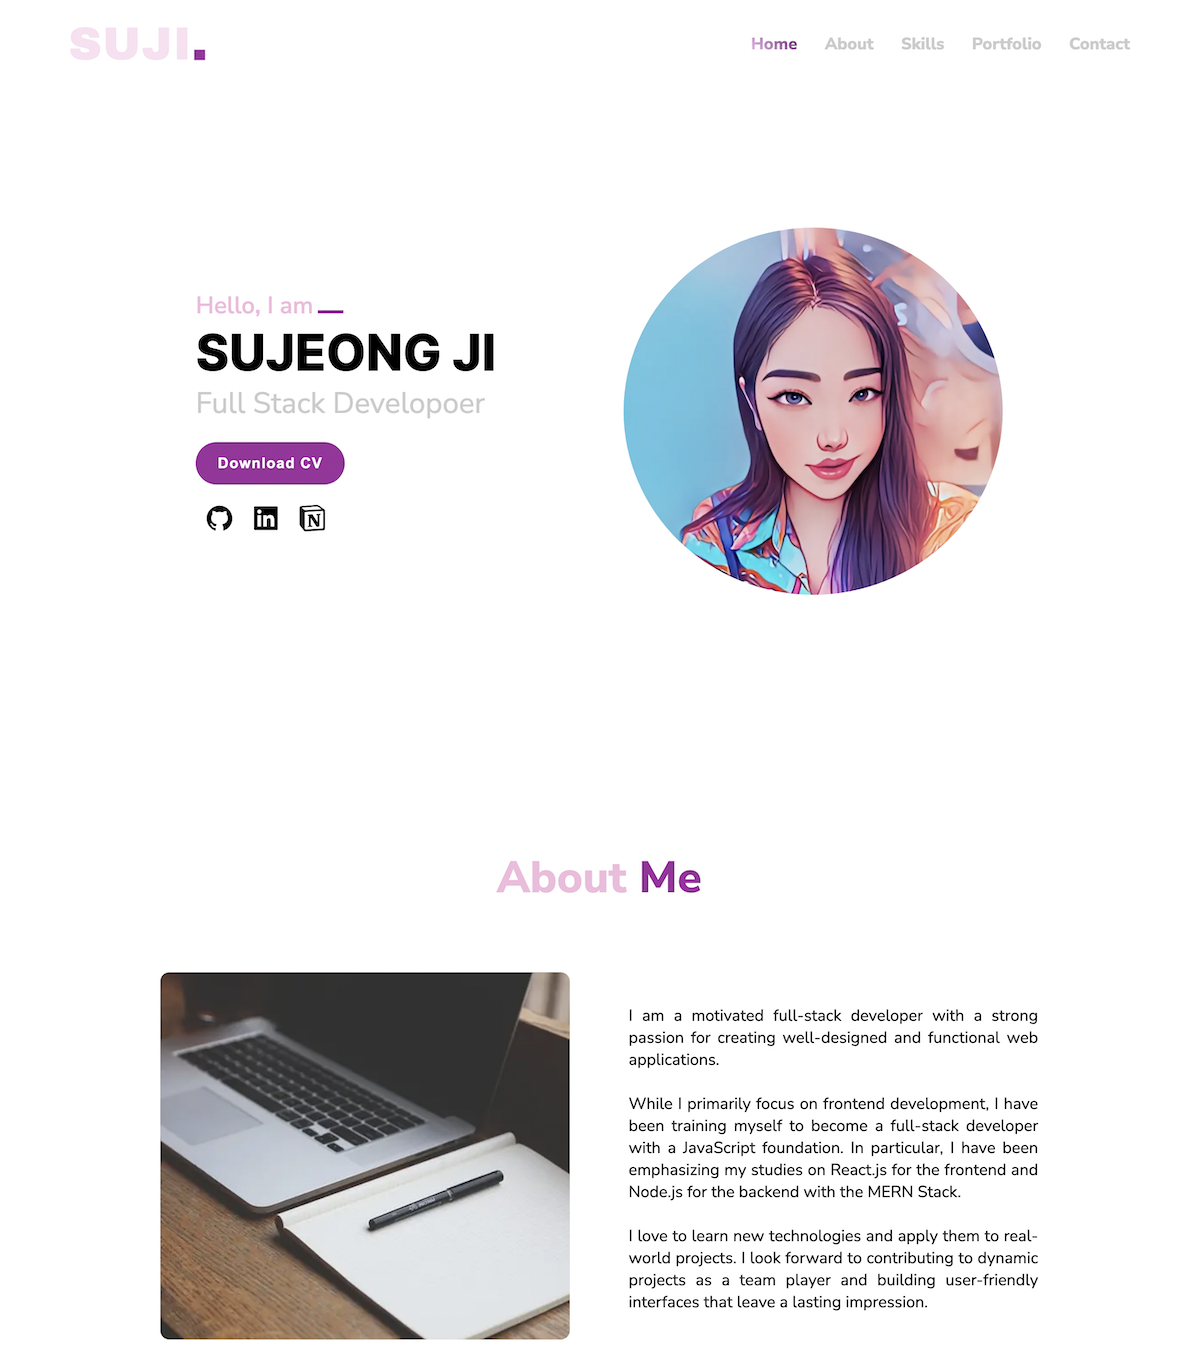 SUJI.
Home About Skills Portfolio Contact
Hello, I am
SUJEONG JI
Full Stack Developoer
Download CV
in
N
About Me
I am a motivated full-stack developer with a strong
passion for creating well-designed and functional web
applications.
While I primarily focus on frontend development, I have
been training myself to become a full-stack developer
with a JavaScript foundation. In particular, I have been
emphasizing my studies on React.js for the frontend and
Node.js for the backend with the MERN Stack.
I love to learn new technologies and apply them to real-
world projects. I look forward to contributing to dynamic
projects as a team player and building user-friendly
interfaces that leave a lasting impression.